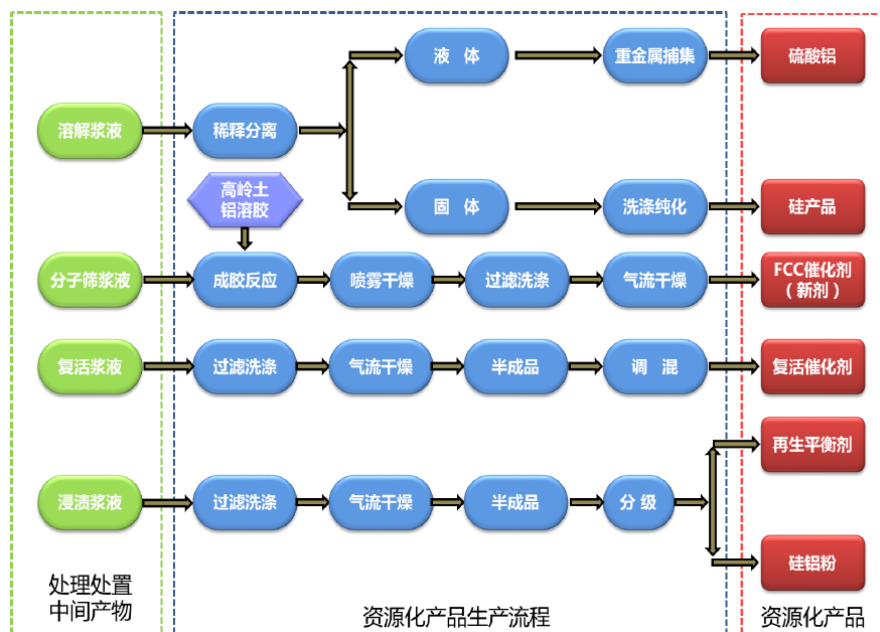 液 体
重金属捕集
硫酸铝
溶解浆液
稀释分离
高岭土
铝溶胶
固 体
洗涤纯化
硅产品
分子筛浆液
成胶反应
喷雾干燥
过滤洗涤
气流干燥
FCC催化剂
（新剂）
复活浆液
过滤洗涤
气流干燥
半成品
调 混
复活催化剂
再生平衡剂
浸渍浆液
过滤洗涤
气流干燥
半成品
分 级
硅铝粉
处理处置
中间产物
资源化产品生产流程
资源化产品